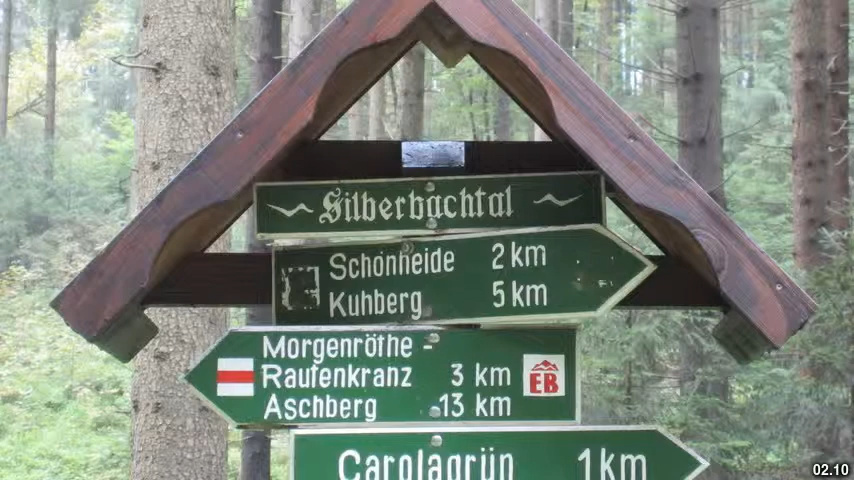 Silberbachtal
Schönheide 2 km
Kuhberg 5 km
Morgenröthe -
Rautenkranz 3 km
Aschberg 13 km
EB
Carolagrün 1 km
02.10